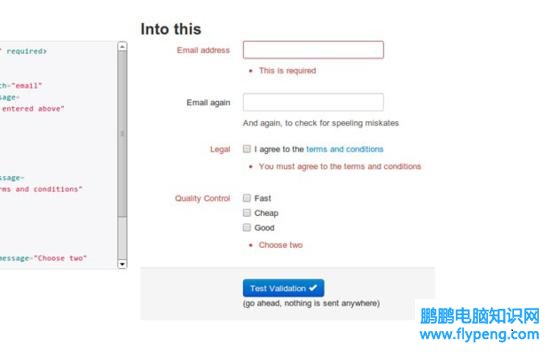 Into this
" required>
Email address
This is required
th="email"
sage-
entered above"
Email again
And again, to check for speeling miskates
Legal
I agree to the terms and conditions
You must agree to the terms and conditions
ssage-
rms and conditions"
Quality Control
Fast
Cheap
Good
Choose two
message="Choose two"
Test Validation ✔
(go ahead, nothing is sent anywhere)
鹏鹏电脑知识网
www.flypeng.com